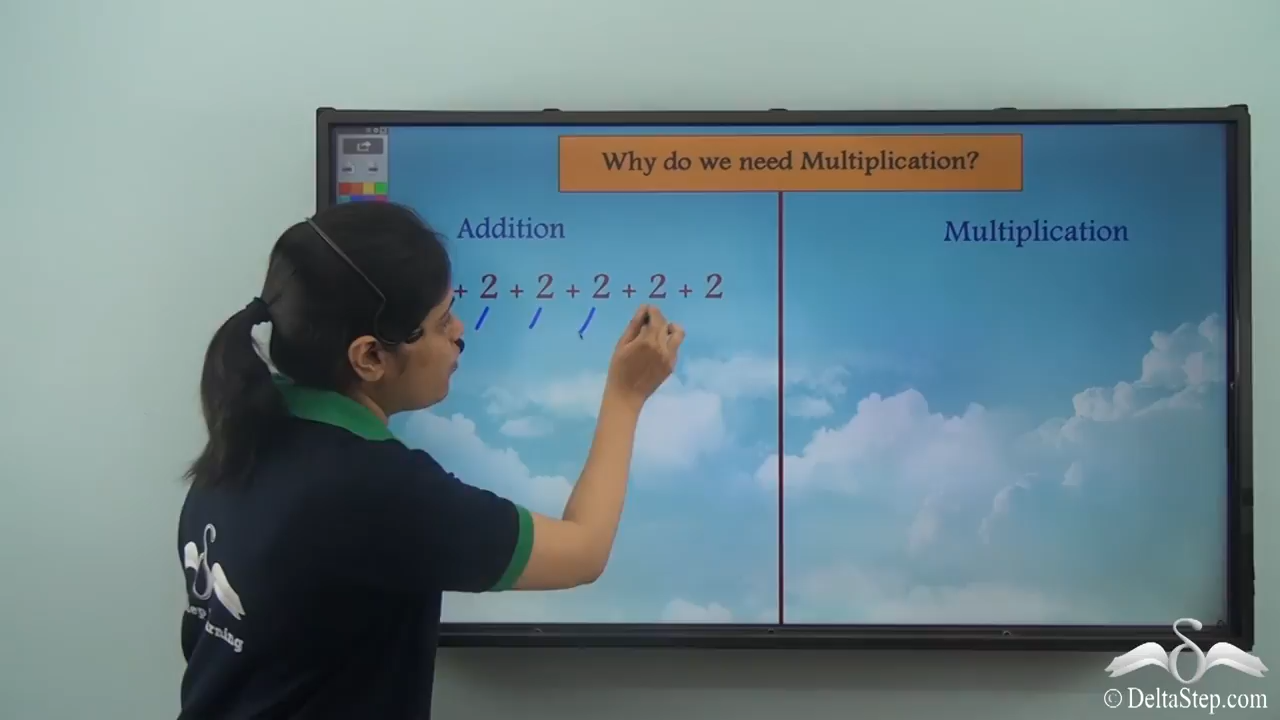 Why do we need Multiplication?
Addition
Multiplication
+ 2 + 2 + 2 + 2 + 2
© DeltaStep.com